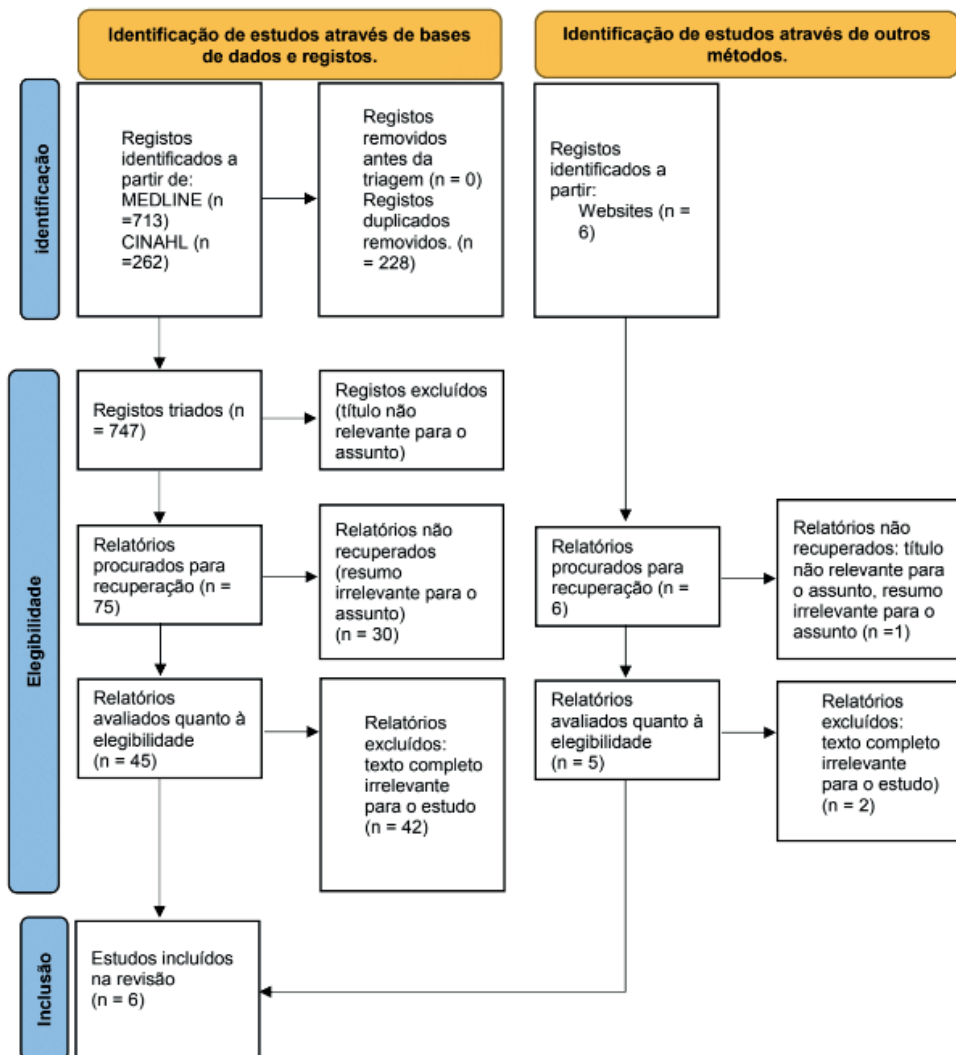 Identificação de estudos através de bases
de dados e registos.
Identificação de estudos através de outros
métodos.
identificação
Registos
identificados a
partir de:
MEDLINE (n
=713)
CINAHL (n
=262)
Registos
removidos
antes da
triagem (n = 0)
Registos
duplicados
removidos. (n
= 228)
Registos
identificados a
partir:
Websites (n =
6)
Elegibilidade
Registos triados (n
= 747)
Registos excluídos
(título não
relevante para o
assunto)
Relatórios
procurados para
recuperação (n =
75)
Relatórios não
recuperados
(resumo
irrelevante para o
assunto)
(n = 30)
Relatórios
procurados para
recuperação (n =
6)
Relatórios não
recuperados: título
não relevante para
o assunto, resumo
irrelevante para o
assunto (n =1)
Relatórios
avaliados quanto à
elegibilidade
(n = 45)
Relatórios
excluídos:
texto completo
irrelevante
para o estudo
(n = 42)
Relatórios
avaliados quanto à
elegibilidade
(n = 5)
Relatórios
excluídos:
texto completo
irrelevante
para o estudo)
(n = 2)
Inclusão
Estudos incluídos
na revisão
(n = 6)